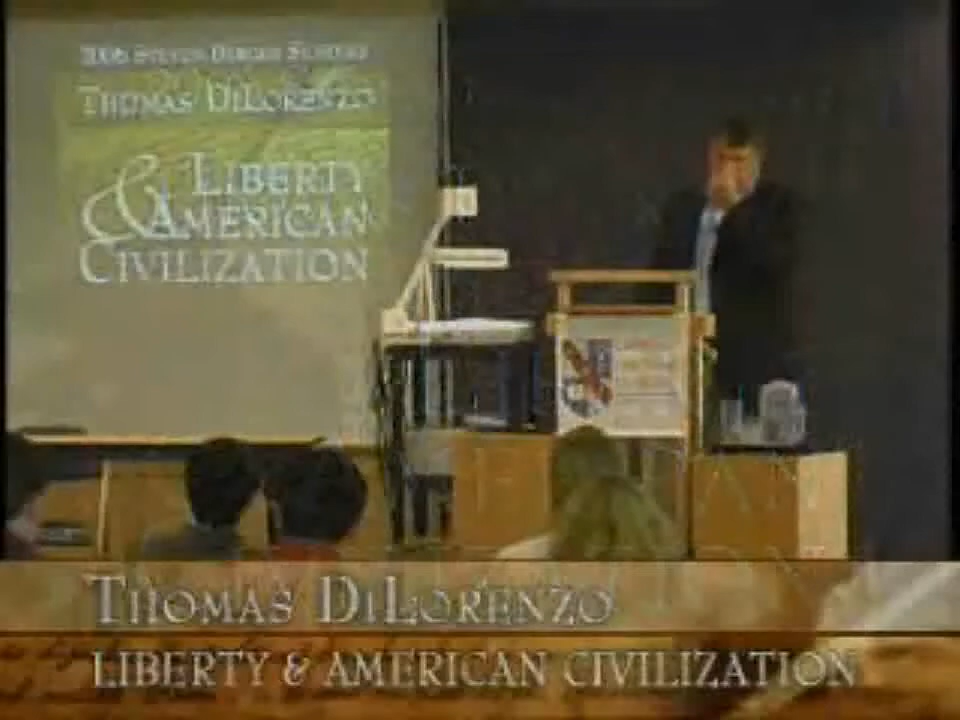 THOMAS DILORENZO
LIBERTY
& AMERICAN
CIVILIZATION
THOMAS DILORENZO
LIBERTY & AMERICAN CIVILIZATION